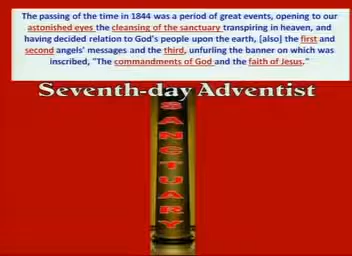 The passing of the time in 1844 was a period of great events, opening to our
astonished eyes the cleansing of the sanctuary transpiring in heaven, and
having decided relation to God's people upon the earth, [also] the first and
second angels' messages and the third, unfurling the banner on which was
inscribed, "The commandments of God and the faith of Jesus."
Seventh-day Adventist
SANCTUARY